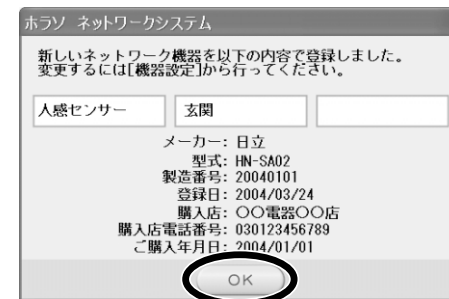 ホラソ ネットワークシステム
新しいネットワーク機器を以下の内容で登録しました。
変更するには[機器設定]から行ってください。
人感センサー 玄関
メーカー: 日立
型式: HN-SA02
製造番号: 20040101
登録日: 2004/03/24
購入店: 〇〇電器〇〇店
購入店電話番号: 030123456789
ご購入年月日: 2004/01/01
OK